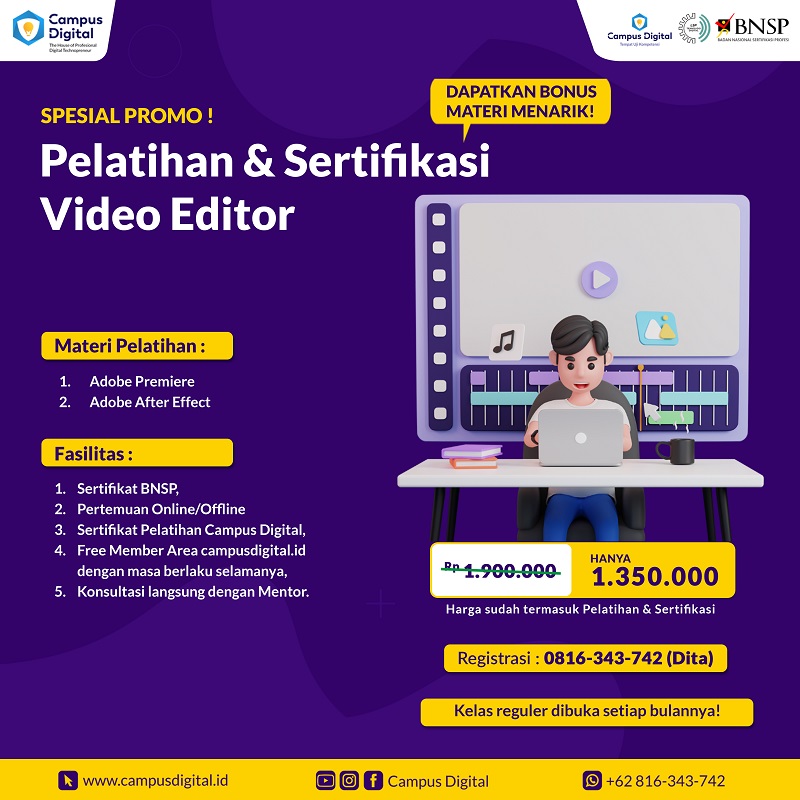 Campus
Digital
The House of Profesional
Digital Technopreneur
Campus Digital
Tempat Uji Kompetensi
BNSP
BADAN NASIONAL SERTIFIKASI PROFESI
DAPATKAN BONUS
MATERI MENARIK!
SPESIAL PROMO !
Pelatihan & Sertifikasi
Video Editor
Materi Pelatihan :
1. Adobe Premiere
2. Adobe After Effect
Fasilitas :
1. Sertifikat BNSP,
2. Pertemuan Online/Offline
3. Sertifikat Pelatihan Campus Digital,
4. Free Member Area campusdigital.id
dengan masa berlaku selamanya,
5. Konsultasi langsung dengan Mentor.
Rp 1.900.000
HANYA
1.350.000
Harga sudah termasuk Pelatihan & Sertifikasi
Registrasi : 0816-343-742 (Dita)
Kelas reguler dibuka setiap bulannya!
www.campusdigital.id
Campus Digital
+62 816-343-742